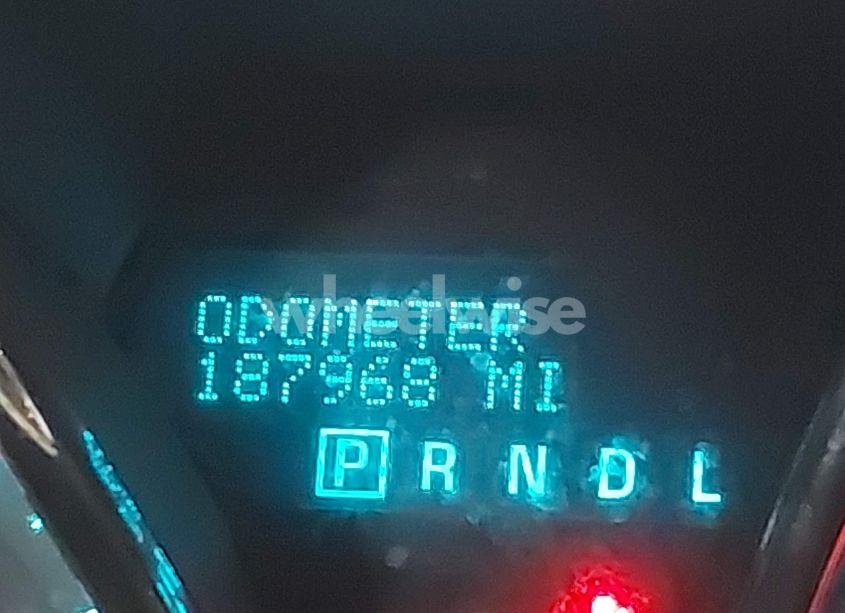 ODOMETER
wheelwise
187968 MI
P R N D L